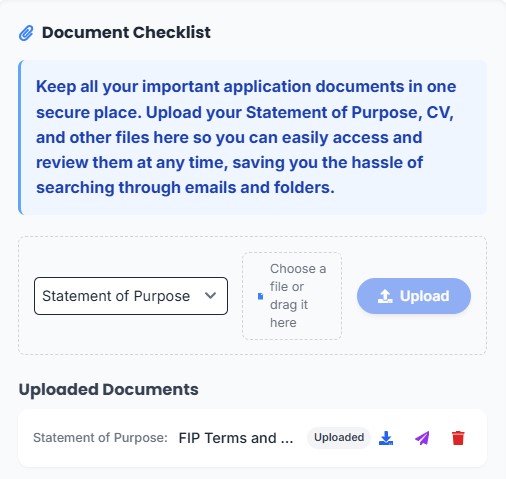 Document Checklist
Keep all your important application documents in one
secure place. Upload your Statement of Purpose, CV,
and other files here so you can easily access and
review them at any time, saving you the hassle of
searching through emails and folders.
Statement of Purpose
Choose a
file or
drag it
here
Upload
Uploaded Documents
Statement of Purpose: FIP Terms and ... Uploaded